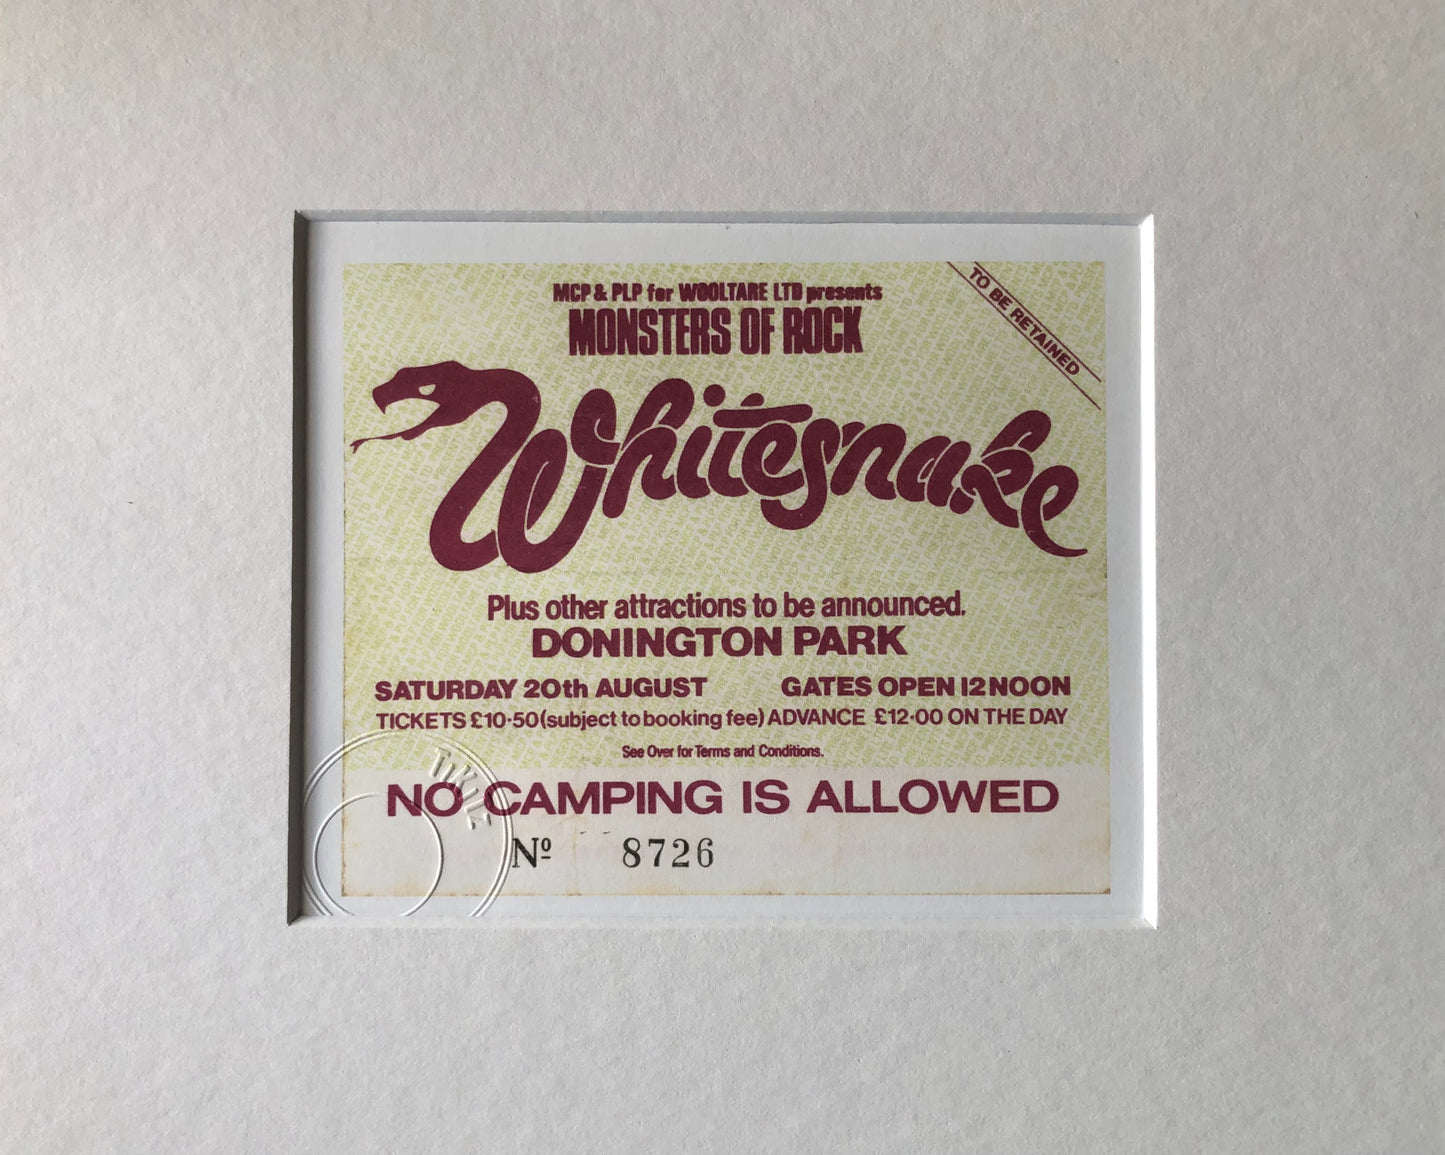 MCP & PLP for WOOLTARE LTD presents
MONSTERS OF ROCK
TO BE RETAINED
Whitesnake
Plus other attractions to be announced.
DONINGTON PARK
SATURDAY 20th AUGUST GATES OPEN 12 NOON
TICKETS £10·50 (subject to booking fee) ADVANCE £12·00 ON THE DAY
See Over for Terms and Conditions.
NO CAMPING IS ALLOWED
Nº 8726